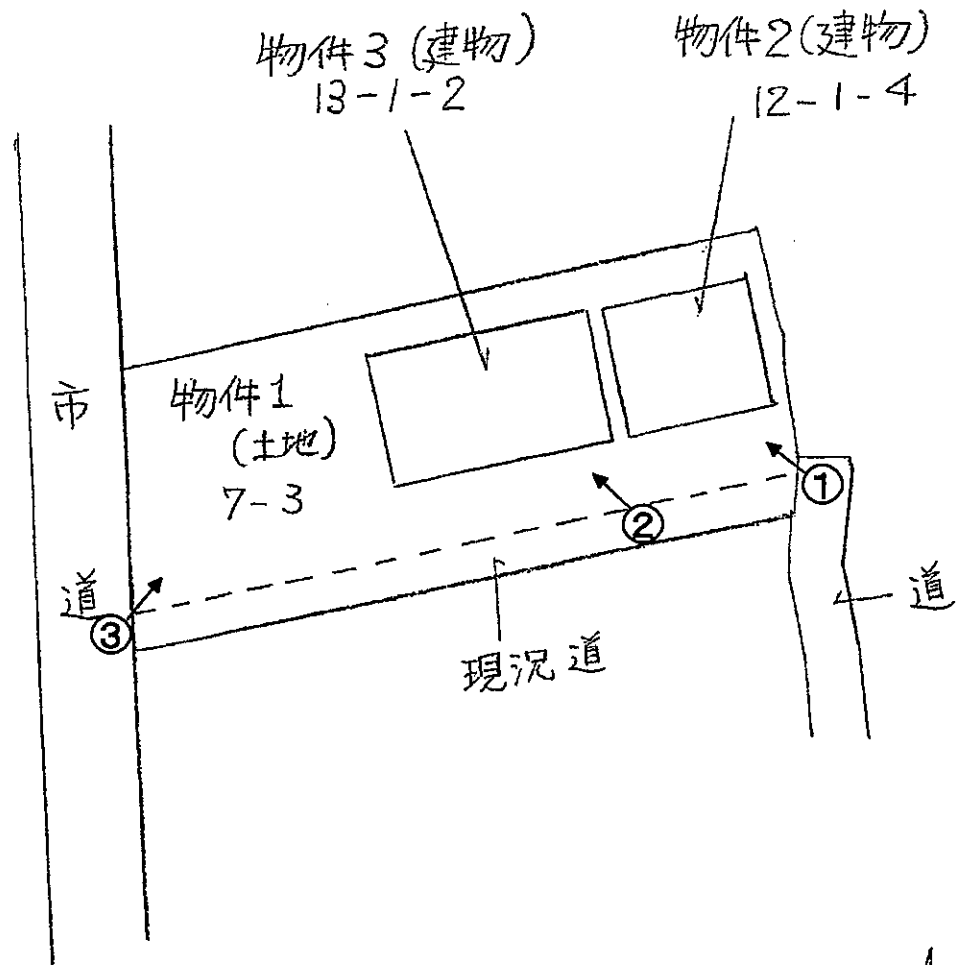 物件3(建物)
13-1-2
物件2(建物)
12-1-4
市道
物件1
(土地)
7-3
①
②
③
現況道
道